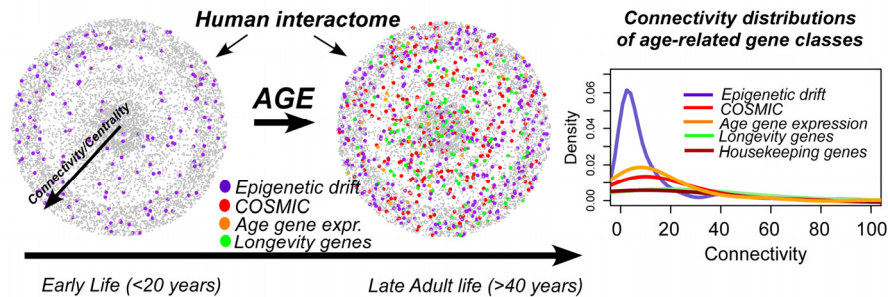 Human interactome
AGE
Connectivity/Centrality
Epigenetic drift
COSMIC
Age gene expr.
Longevity genes
Early Life (<20 years)
Late Adult life (>40 years)
Connectivity distributions
of age-related gene classes
Density
0.00
0.02
0.04
0.06
Epigenetic drift
COSMIC
Age gene expression
Longevity genes
Housekeeping genes
0 20 40 60 80 100
Connectivity